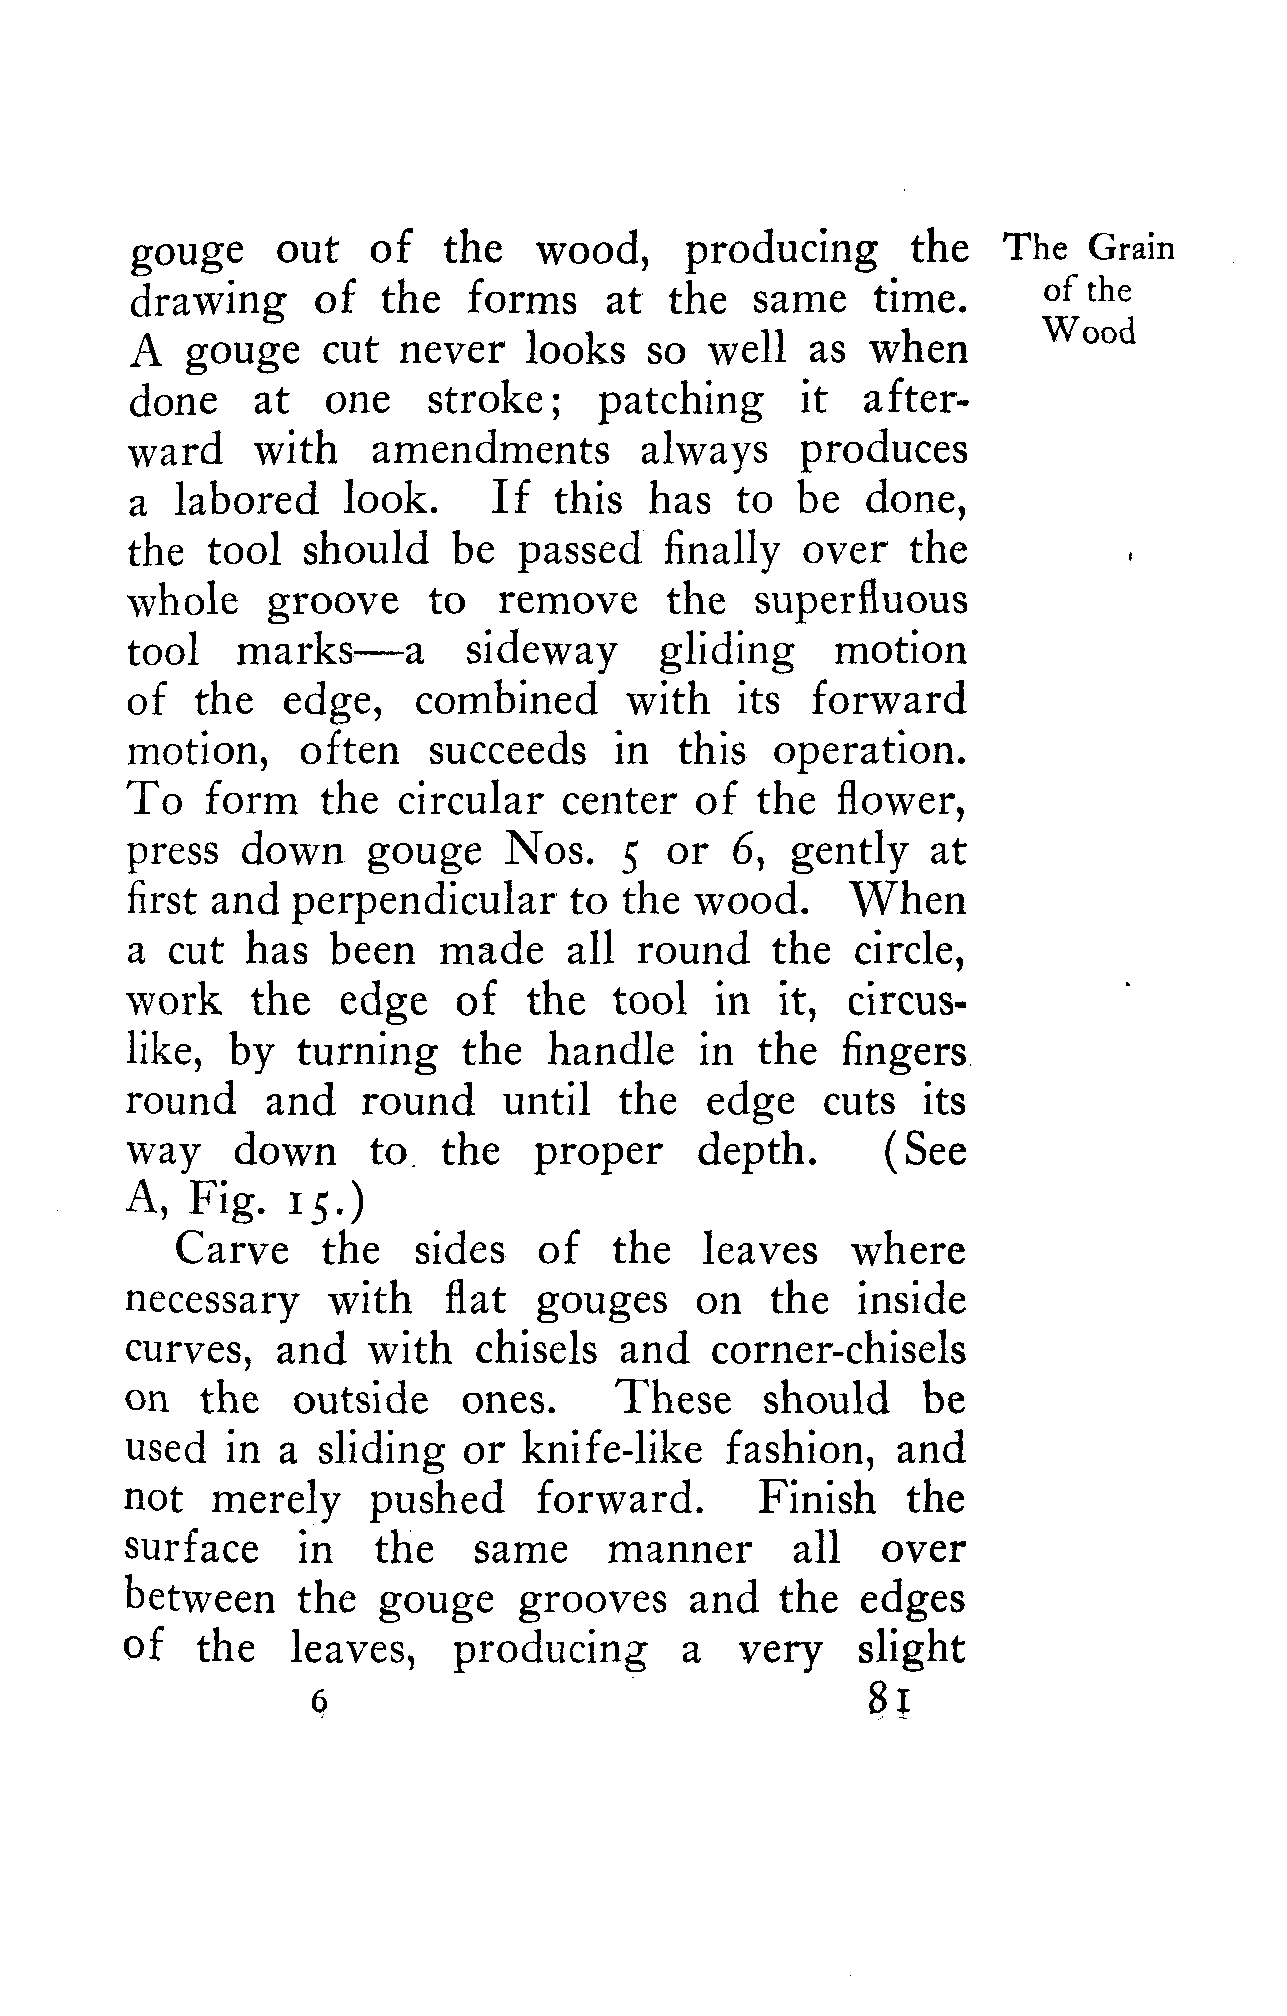 gouge out of the wood, producing the
drawing of the forms at the same time.
A gouge cut never looks so well as when
done at one stroke; patching it after-
ward with amendments always produces
a labored look. If this has to be done,
the tool should be passed finally over the
whole groove to remove the superfluous
tool marks—a sideway gliding motion
of the edge, combined with its forward
motion, often succeeds in this operation.
To form the circular center of the flower,
press down gouge Nos. 5 or 6, gently at
first and perpendicular to the wood. When
a cut has been made all round the circle,
work the edge of the tool in it, circus-
like, by turning the handle in the fingers
round and round until the edge cuts its
way down to the proper depth. (See
A, Fig. 15.)
Carve the sides of the leaves where
necessary with flat gouges on the inside
curves, and with chisels and corner-chisels
on the outside ones. These should be
used in a sliding or knife-like fashion, and
not merely pushed forward. Finish the
surface in the same manner all over
between the gouge grooves and the edges
of the leaves, producing a very slight
6 81
The Grain
of the
Wood